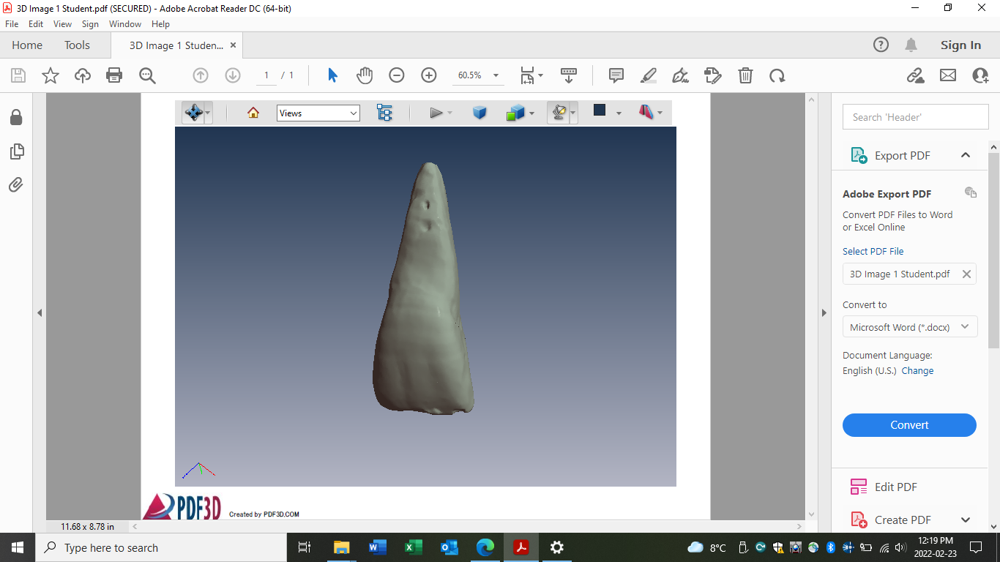 3D Image 1 Student.pdf (SECURED) - Adobe Acrobat Reader DC (64-bit)
File Edit View Sign Window Help
Home Tools 3D Image 1 Studen... Sign In
1 / 1 60.5%
Views
Search 'Header'
Export PDF
Adobe Export PDF
Convert PDF Files to Word
or Excel Online
Select PDF File
3D Image 1 Student.pdf
Convert to
Microsoft Word (*.docx)
Document Language:
English (U.S.) Change
Convert
Edit PDF
Create PDF
PDF3D
Created by PDF3D.COM
11.68 x 8.78 in
Type here to search
8°C
12:19 PM
2022-02-23